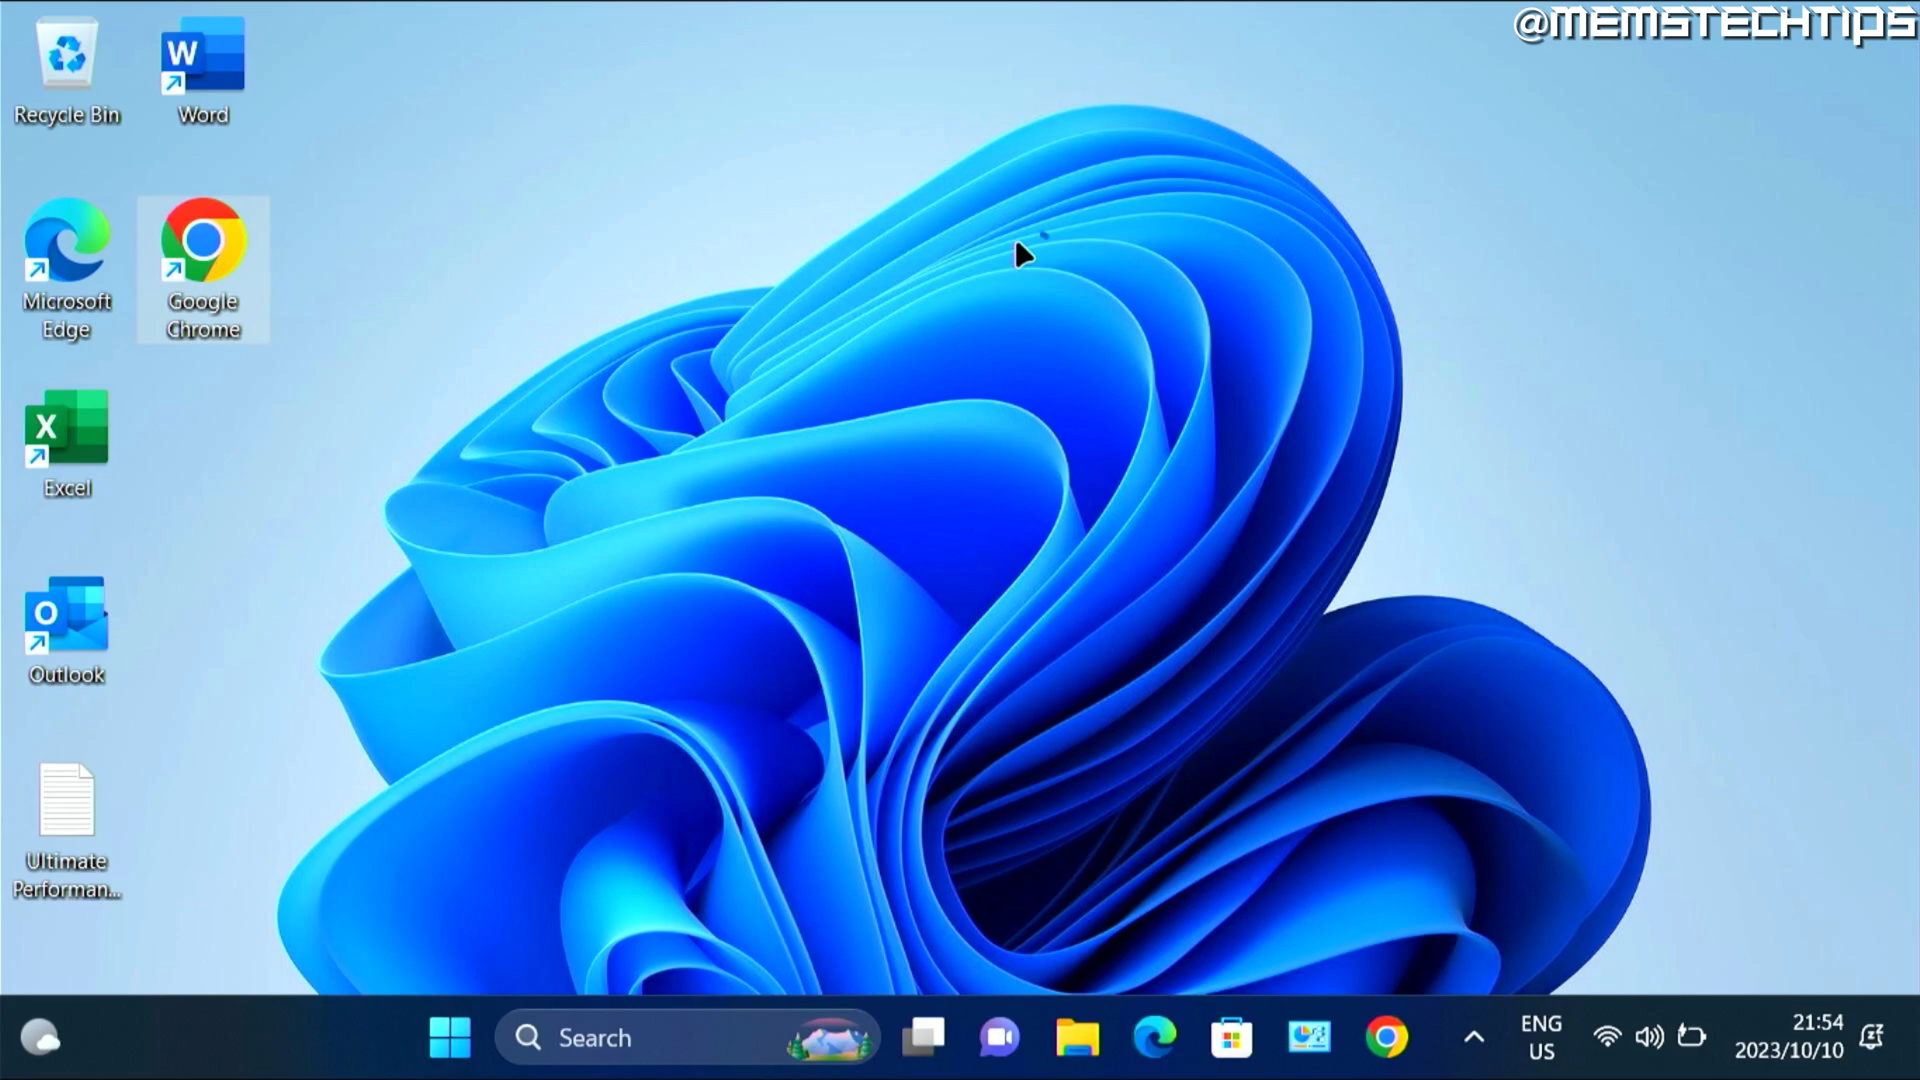 @MEMSTECHTIPS
Recycle Bin
W
Word
Microsoft
Edge
Google
Chrome
X
Excel
O
Outlook
Ultimate
Performan...
Search
ENG
US
21:54
2023/10/10